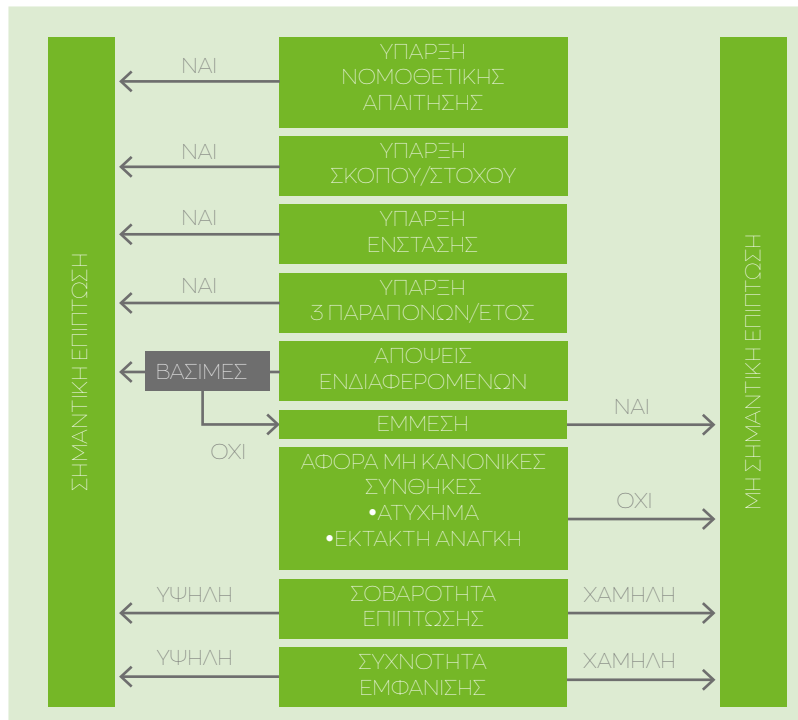 ΣΗΜΑΝΤΙΚΗ ΕΠΙΠΤΩΣΗ
ΝΑΙ
ΥΠΑΡΞΗ
ΝΟΜΟΘΕΤΙΚΗΣ
ΑΠΑΙΤΗΣΗΣ
ΝΑΙ
ΥΠΑΡΞΗ
ΣΚΟΠΟΥ/ΣΤΟΧΟΥ
ΝΑΙ
ΥΠΑΡΞΗ
ΕΝΣΤΑΣΗΣ
ΝΑΙ
ΥΠΑΡΞΗ
3 ΠΑΡΑΠΟΝΩΝ/ΕΤΟΣ
ΒΑΣΙΜΕΣ
ΑΠΟΨΕΙΣ
ΕΝΔΙΑΦΕΡΟΜΕΝΩΝ
ΟΧΙ
ΕΜΜΕΣΗ
ΝΑΙ
ΑΦΟΡΑ ΜΗ ΚΑΝΟΝΙΚΕΣ
ΣΥΝΘΗΚΕΣ
•ΑΤΥΧΗΜΑ
•ΕΚΤΑΚΤΗ ΑΝΑΓΚΗ
ΟΧΙ
ΥΨΗΛΗ
ΣΟΒΑΡΟΤΗΤΑ
ΕΠΙΠΤΩΣΗΣ
ΧΑΜΗΛΗ
ΥΨΗΛΗ
ΣΥΧΝΟΤΗΤΑ
ΕΜΦΑΝΙΣΗΣ
ΧΑΜΗΛΗ
ΜΗ ΣΗΜΑΝΤΙΚΗ ΕΠΙΠΤΩΣΗ